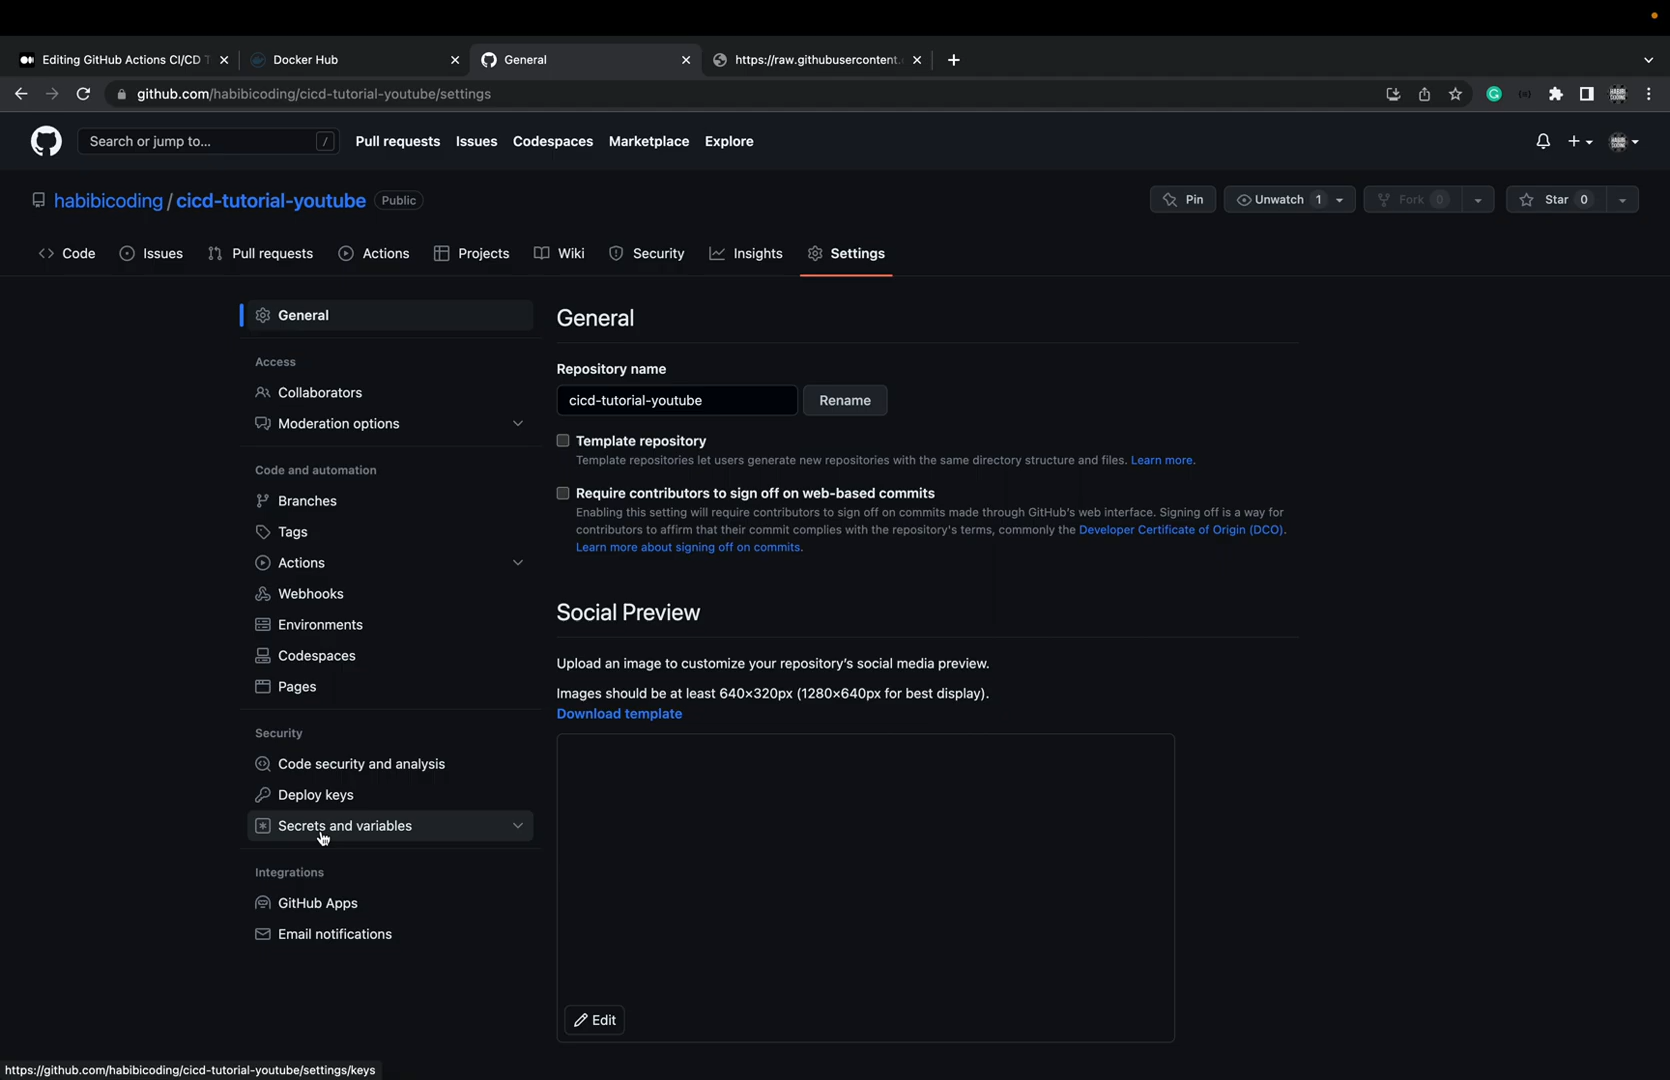 Editing GitHub Actions CI/CD T
Docker Hub
General
https://raw.githubusercontent.c
github.com/habibicoding/cicd-tutorial-youtube/settings
Search or jump to... /
Pull requests
Issues
Codespaces
Marketplace
Explore
habibicoding / cicd-tutorial-youtube Public
Pin
Unwatch 1
Fork 0
Star 0
Code
Issues
Pull requests
Actions
Projects
Wiki
Security
Insights
Settings
General
Access
Collaborators
Moderation options
Code and automation
Branches
Tags
Actions
Webhooks
Environments
Codespaces
Pages
Security
Code security and analysis
Deploy keys
Secrets and variables
Integrations
GitHub Apps
Email notifications
General
Repository name
cicd-tutorial-youtube
Rename
Template repository
Template repositories let users generate new repositories with the same directory structure and files. Learn more.
Require contributors to sign off on web-based commits
Enabling this setting will require contributors to sign off on commits made through GitHub's web interface. Signing off is a way for
contributors to affirm that their commit complies with the repository's terms, commonly the Developer Certificate of Origin (DCO).
Learn more about signing off on commits.
Social Preview
Upload an image to customize your repository's social media preview.
Images should be at least 640×320px (1280×640px for best display).
Download template
Edit
https://github.com/habibicoding/cicd-tutorial-youtube/settings/keys